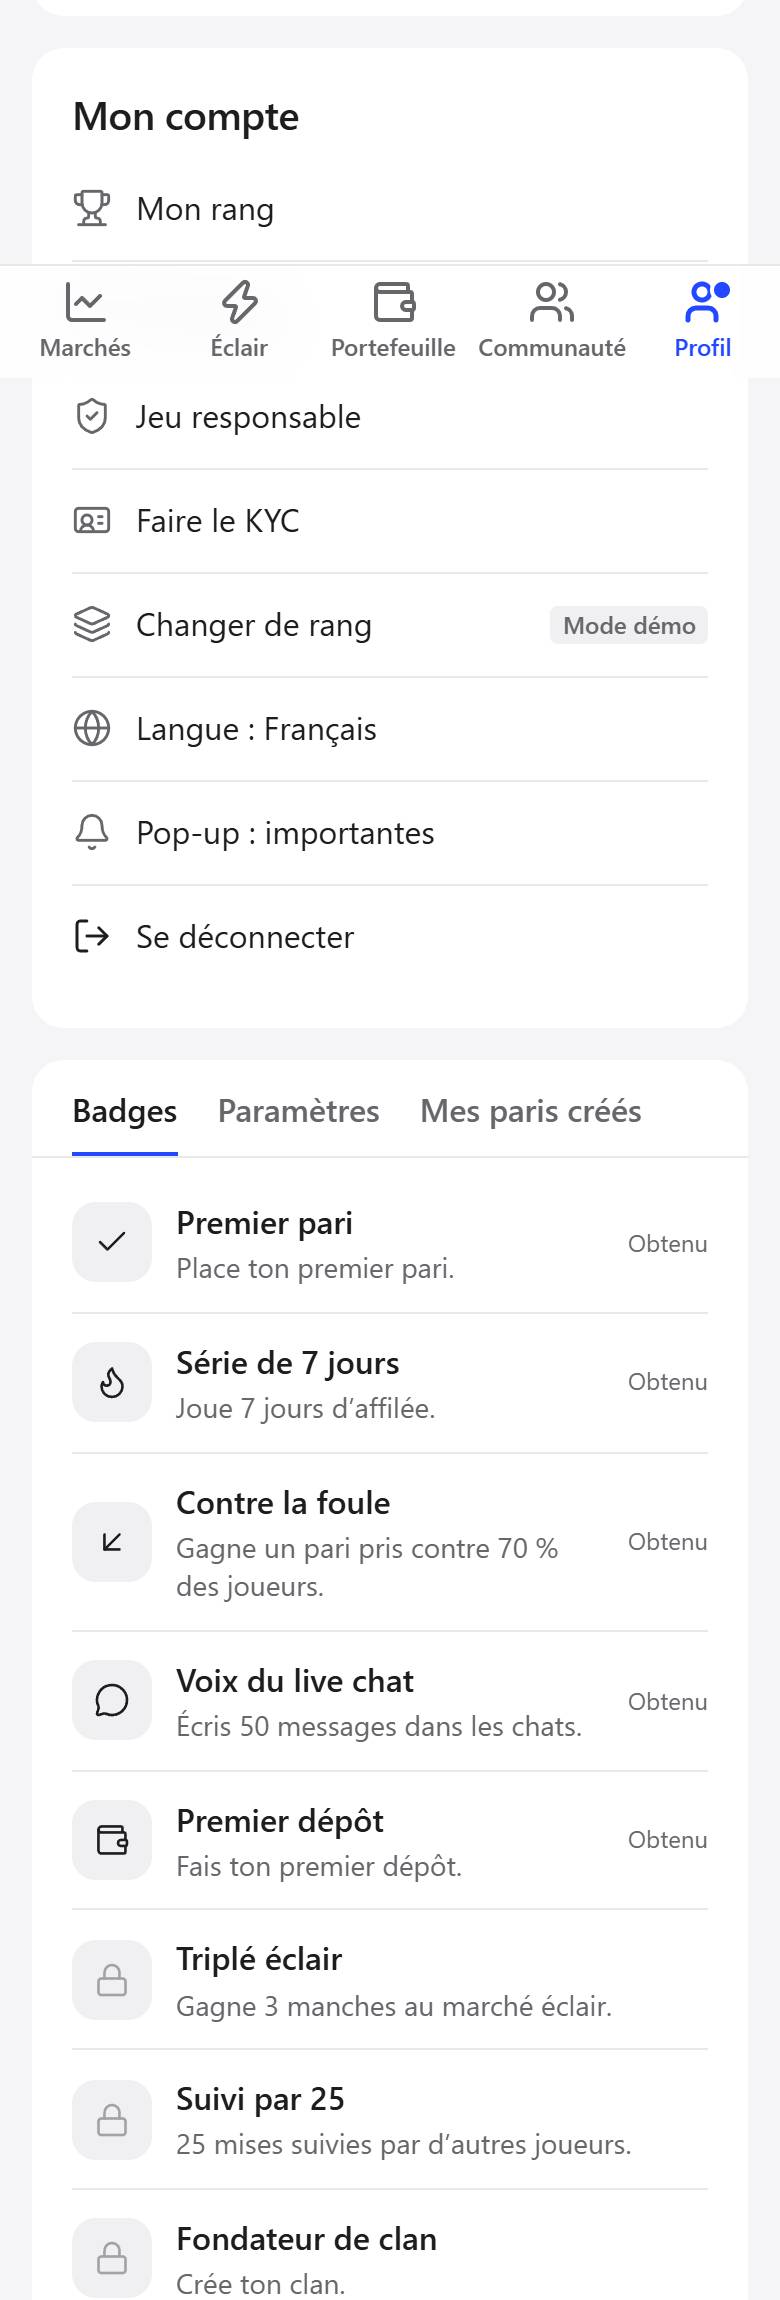 Mon compte
Mon rang
Marchés
Éclair
Portefeuille
Communauté
Profil
Jeu responsable
Faire le KYC
Changer de rang
Mode démo
Langue : Français
Pop-up : importantes
Se déconnecter
Badges
Paramètres
Mes paris créés
Premier pari
Place ton premier pari.
Obtenu
Série de 7 jours
Joue 7 jours d’affilée.
Obtenu
Contre la foule
Gagne un pari pris contre 70 %
des joueurs.
Obtenu
Voix du live chat
Écris 50 messages dans les chats.
Obtenu
Premier dépôt
Fais ton premier dépôt.
Obtenu
Triplé éclair
Gagne 3 manches au marché éclair.
Suivi par 25
25 mises suivies par d’autres joueurs.
Fondateur de clan
Crée ton clan.